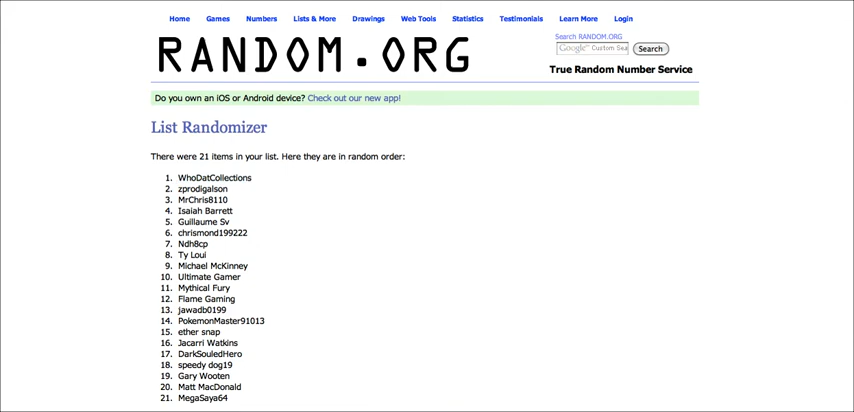 Home Games Numbers Lists & More Drawings Web Tools Statistics Testimonials Learn More Login
RANDOM.ORG
Search RANDOM.ORG
Google™ Custom Sea Search
True Random Number Service
Do you own an iOS or Android device? Check out our new app!
List Randomizer
There were 21 items in your list. Here they are in random order:
1. WhoDatCollections
2. zprodigalson
3. MrChris8110
4. Isaiah Barrett
5. Guillaume Sv
6. chrismond199222
7. Ndh8cp
8. Ty Loui
9. Michael McKinney
10. Ultimate Gamer
11. Mythical Fury
12. Flame Gaming
13. jawadb0199
14. PokemonMaster91013
15. ether snap
16. Jacarri Watkins
17. DarkSouledHero
18. speedy dog19
19. Gary Wooten
20. Matt MacDonald
21. MegaSaya64